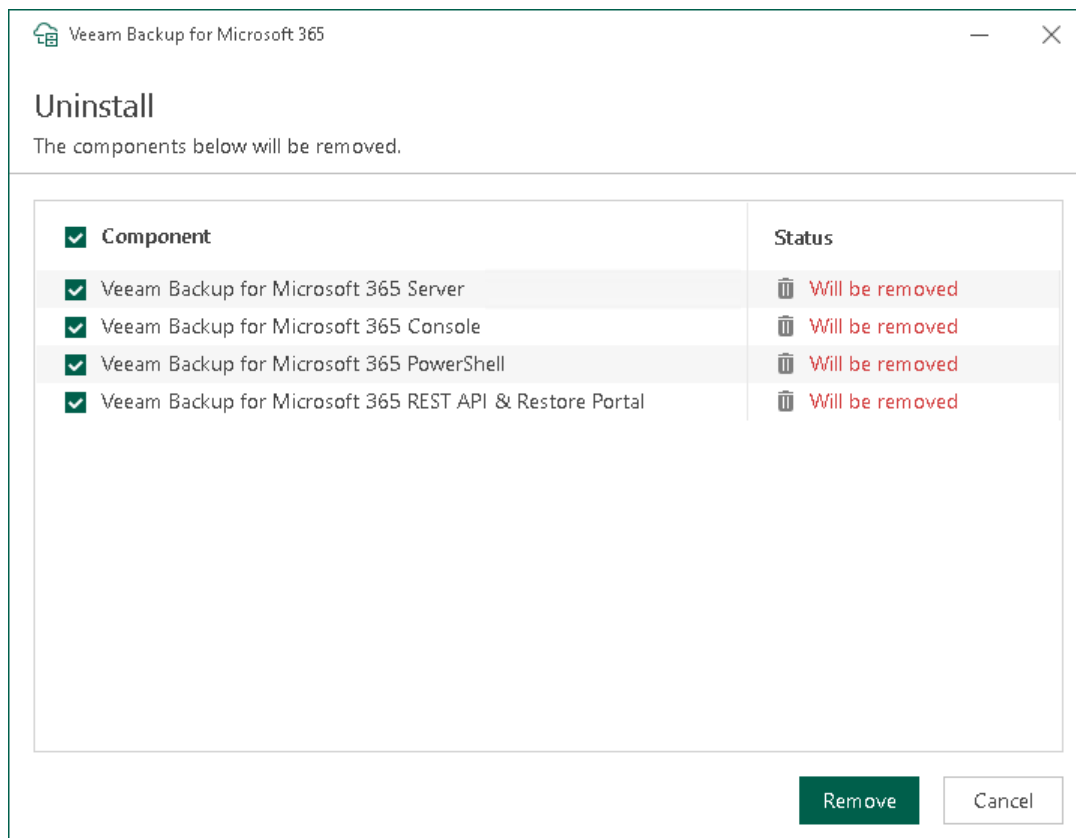 Veeam Backup for Microsoft 365
Uninstall
The components below will be removed.
Component Status
Veeam Backup for Microsoft 365 Server Will be removed
Veeam Backup for Microsoft 365 Console Will be removed
Veeam Backup for Microsoft 365 PowerShell Will be removed
Veeam Backup for Microsoft 365 REST API & Restore Portal Will be removed
Remove Cancel